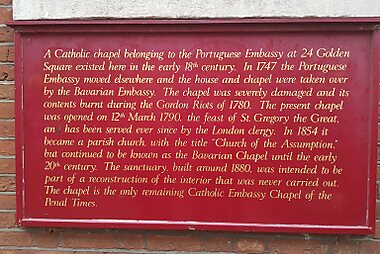 A Catholic chapel belonging to the Portuguese Embassy at 24 Golden
Square existed here in the early 18th century. In 1747 the Portuguese
Embassy moved elsewhere and the house and chapel were taken over
by the Bavarian Embassy. The chapel was severely damaged and its
contents burnt during the Gordon Riots of 1780. The present chapel
was opened on 12th March 1790, the feast of St. Gregory the Great,
an has been served ever since by the London clergy. In 1854 it
became a parish church, with the title "Church of the Assumption,"
but continued to be known as the Bavarian Chapel until the early
20th century. The sanctuary, built around 1880, was intended to be
part of a reconstruction of the interior that was never carried out.
The chapel is the only remaining Catholic Embassy Chapel of the
Penal Times.